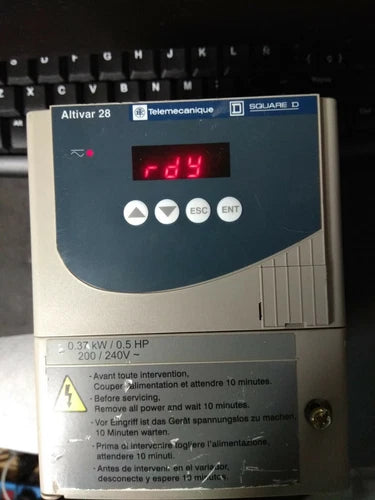 Altivar 28
Telemecanique
SQUARE D
rdY
ESC
ENT
0.37 kW / 0.5 HP
200 / 240V ~
- Avant toute intervention,
Couper l'alimentation et attendre 10 minutes.
- Before servicing,
Remove all power and wait 10 minutes.
- Vor Eingriff ist das Gerät spannungslos zu machen,
10 Minuten warten.
- Prima di intervenire togliere l'alimentazione,
attendere 10 minuti.
- Antes de intervenir en el variador,
desconecte y espere 10 minutes.